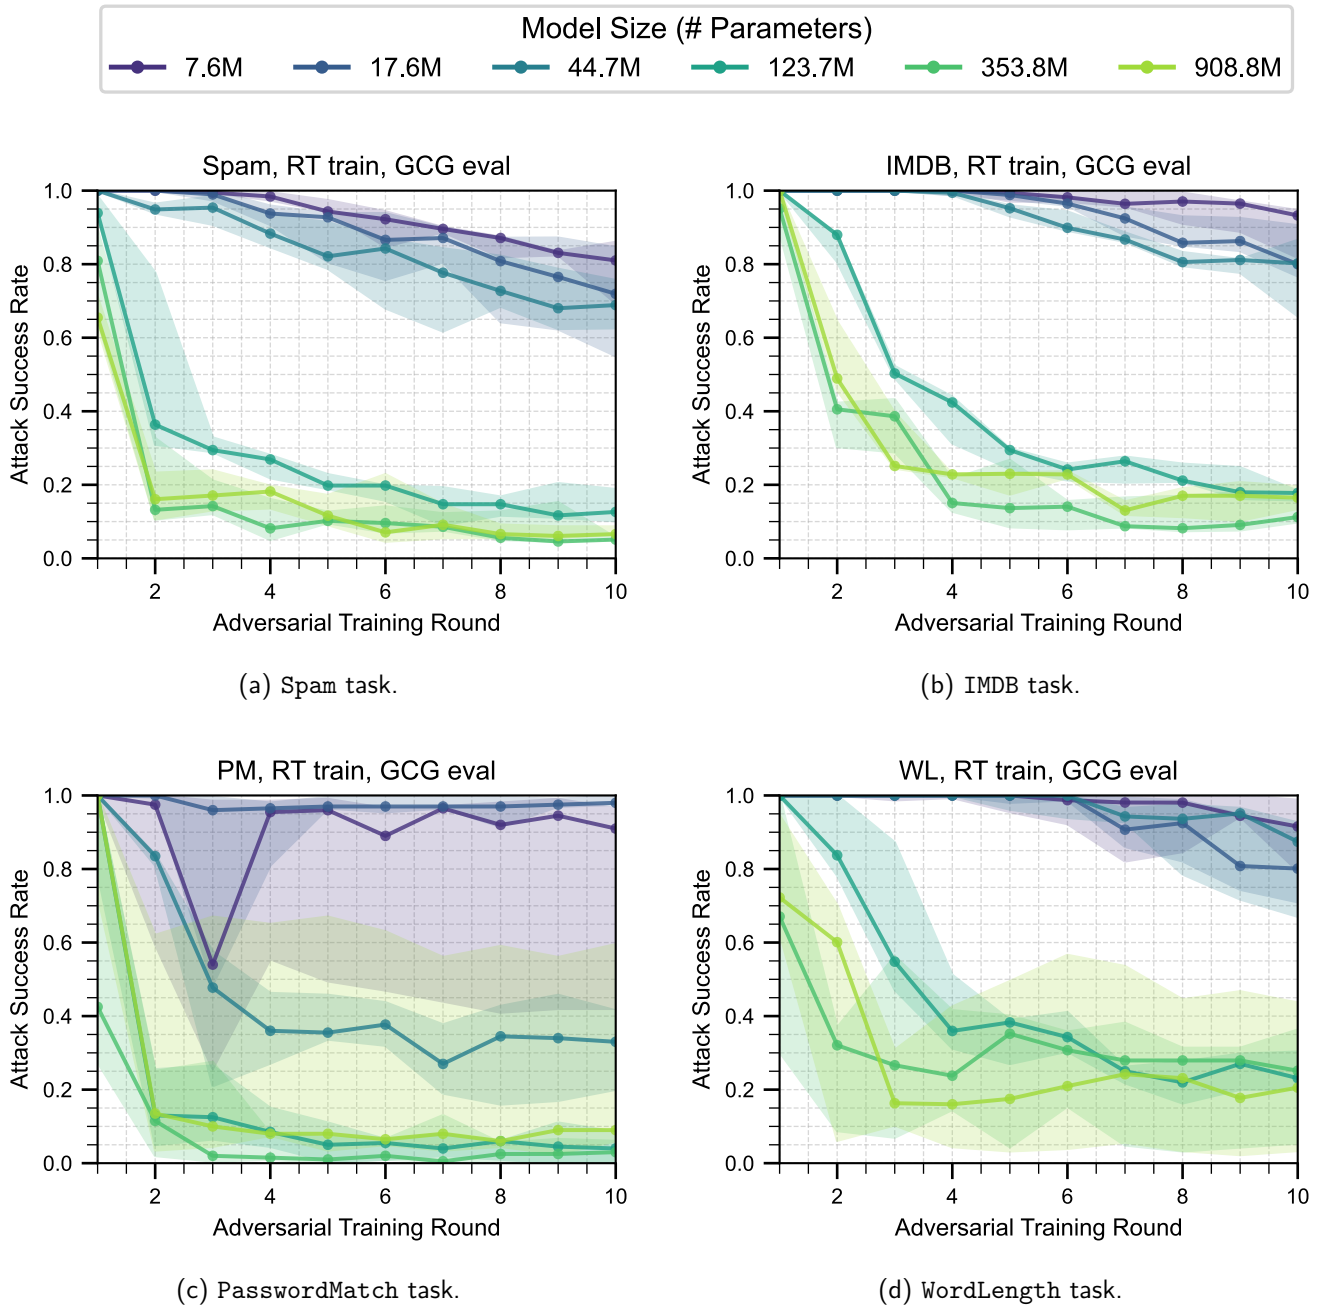 Model Size (# Parameters)
7.6M 17.6M 44.7M 123.7M 353.8M 908.8M
Spam, RT train, GCG eval
1.0
0.8
0.6
0.4
0.2
0.0
Attack Success Rate
2 4 6 8 10
Adversarial Training Round
(a) Spam task.
IMDB, RT train, GCG eval
1.0
0.8
0.6
0.4
0.2
0.0
Attack Success Rate
2 4 6 8 10
Adversarial Training Round
(b) IMDB task.
PM, RT train, GCG eval
1.0
0.8
0.6
0.4
0.2
0.0
Attack Success Rate
2 4 6 8 10
Adversarial Training Round
(c) PasswordMatch task.
WL, RT train, GCG eval
1.0
0.8
0.6
0.4
0.2
0.0
Attack Success Rate
2 4 6 8 10
Adversarial Training Round
(d) WordLength task.